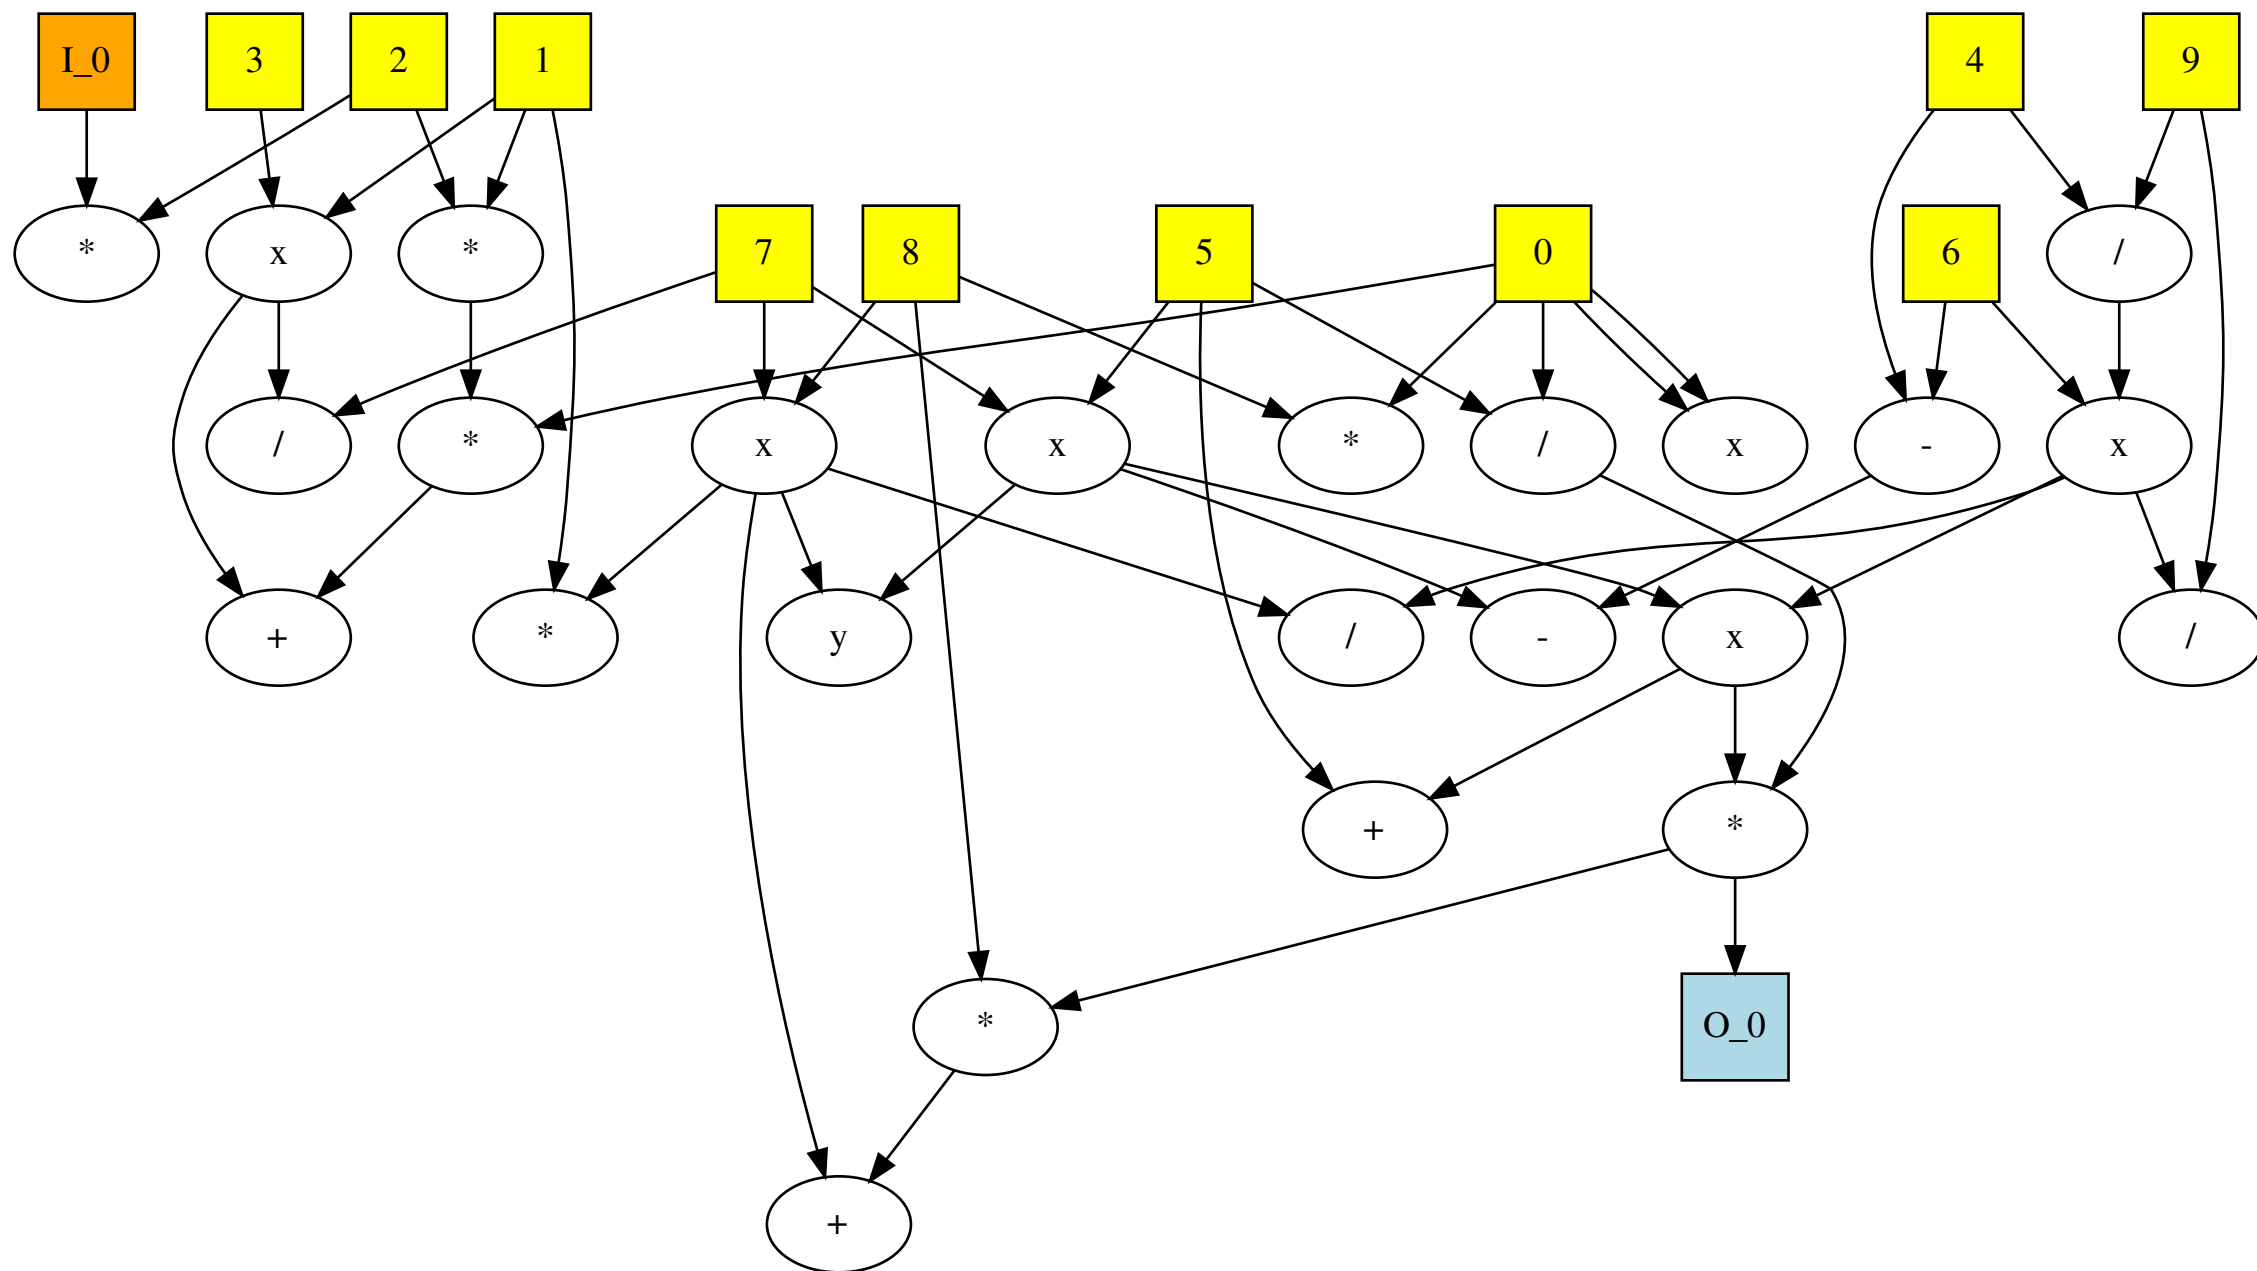 I_0 3 2 1 4 9
* x * 7 8 5 0 6 /
/ * x x * / x - x
+ * y / - x /
+ *
* O_0
+